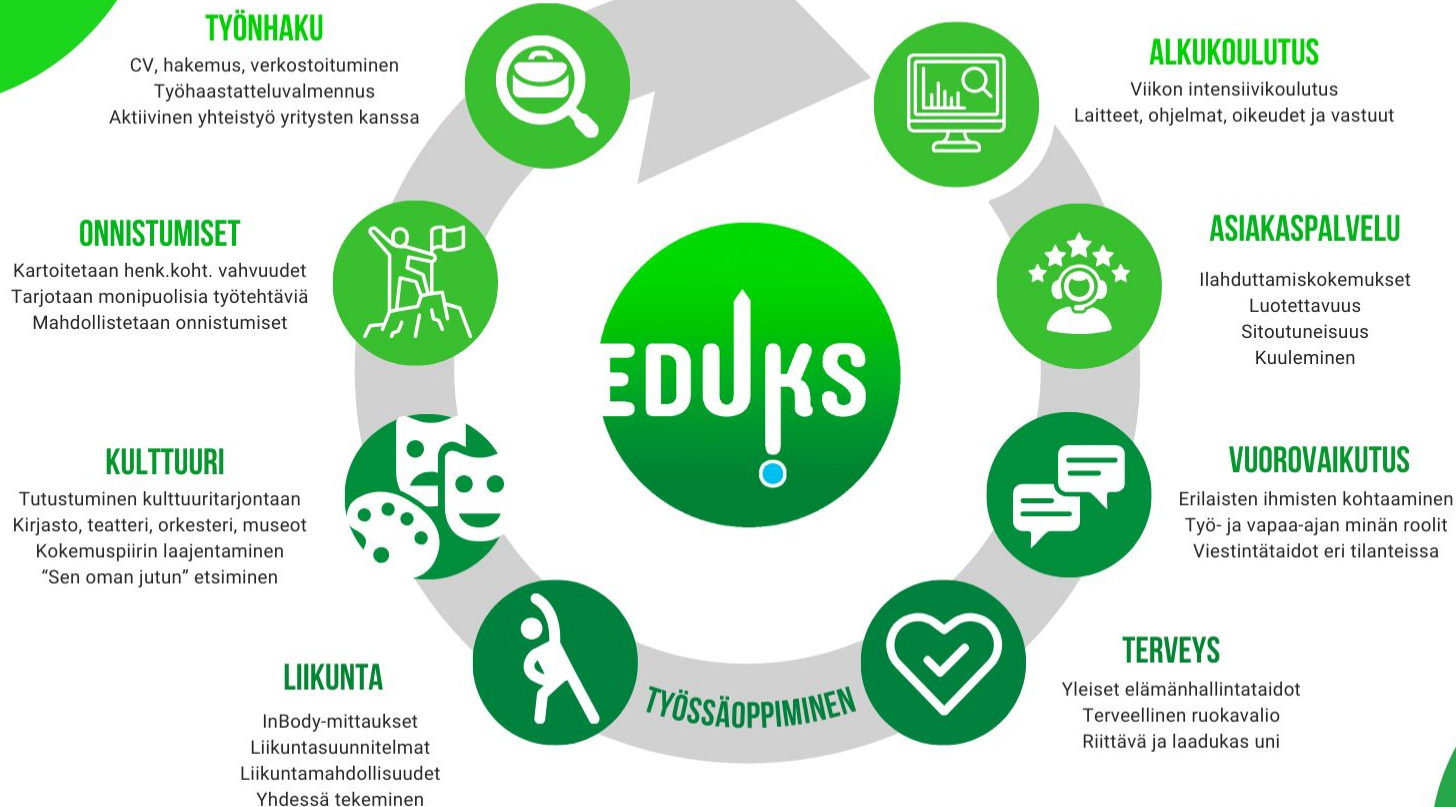 TYÖNHAKU
CV, hakemus, verkostoituminen
Työhaastatteluvalmennus
Aktiivinen yhteistyö yritysten kanssa
ALKUKOULUTUS
Viikon intensiivikoulutus
Laitteet, ohjelmat, oikeudet ja vastuut
ONNISTUMISET
Kartoitetaan henk.koht. vahvuudet
Tarjotaan monipuolisia työtehtäviä
Mahdollistetaan onnistumiset
ASIAKASPALVELU
Ilahduttamiskokemukset
Luotettavuus
Sitoutuneisuus
Kuuleminen
EDUKS
KULTTUURI
Tutustuminen kulttuuritarjontaan
Kirjasto, teatteri, orkesteri, museot
Kokemuspiirin laajentaminen
“Sen oman jutun” etsiminen
VUOROVAIKUTUS
Erilaisten ihmisten kohtaaminen
Työ- ja vapaa-ajan minän roolit
Viestintätaidot eri tilanteissa
LIIKUNTA
InBody-mittaukset
Liikuntasuunnitelmat
Liikuntamahdollisuudet
Yhdessä tekeminen
TYÖSSÄOPPIMINEN
TERVEYS
Yleiset elämänhallintataidot
Terveellinen ruokavalio
Riittävä ja laadukas uni